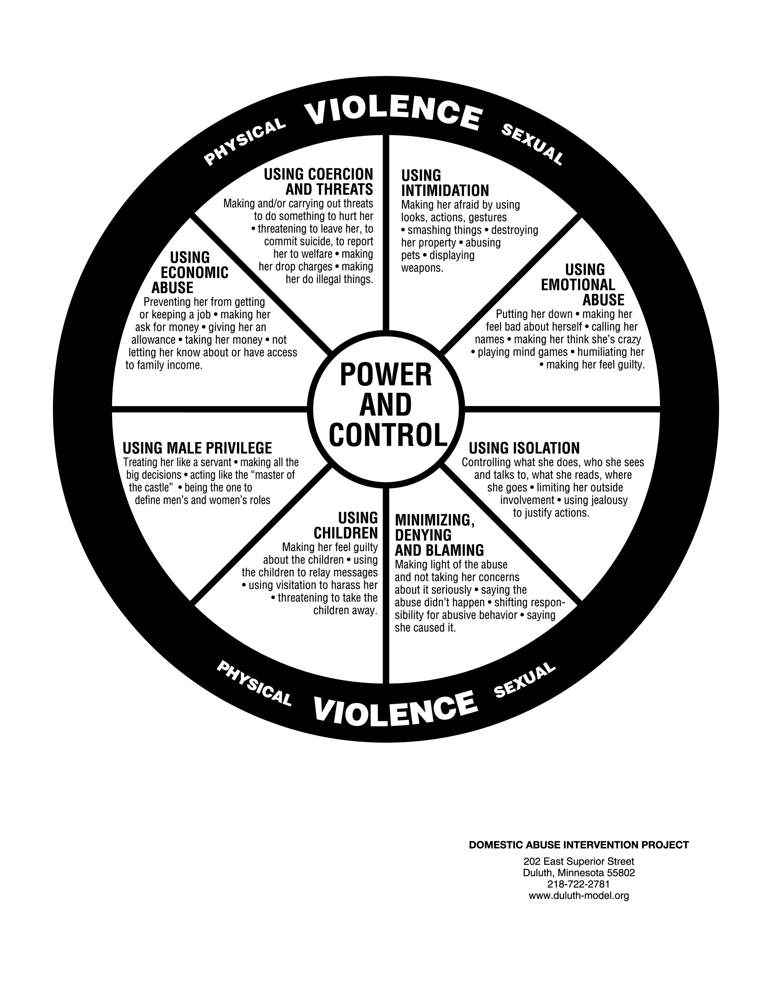 PHYSICAL VIOLENCE SEXUAL
USING COERCION
AND THREATS
Making and/or carrying out threats
to do something to hurt her
• threatening to leave her, to
commit suicide, to report
her to welfare • making
her drop charges • making
her do illegal things.
USING
INTIMIDATION
Making her afraid by using
looks, actions, gestures
• smashing things • destroying
her property • abusing
pets • displaying
weapons.
USING
ECONOMIC
ABUSE
Preventing her from getting
or keeping a job • making her
ask for money • giving her an
allowance • taking her money • not
letting her know about or have access
to family income.
USING
EMOTIONAL
ABUSE
Putting her down • making her
feel bad about herself • calling her
names • making her think she’s crazy
• playing mind games • humiliating her
• making her feel guilty.
POWER
AND
CONTROL
USING MALE PRIVILEGE
Treating her like a servant • making all the
big decisions • acting like the “master of
the castle” • being the one to
define men’s and women’s roles
USING ISOLATION
Controlling what she does, who she sees
and talks to, what she reads, where
she goes • limiting her outside
involvement • using jealousy
to justify actions.
USING
CHILDREN
Making her feel guilty
about the children • using
the children to relay messages
• using visitation to harass her
• threatening to take the
children away.
MINIMIZING,
DENYING
AND BLAMING
Making light of the abuse
and not taking her concerns
about it seriously • saying the
abuse didn’t happen • shifting respon-
sibility for abusive behavior • saying
she caused it.
PHYSICAL VIOLENCE SEXUAL
DOMESTIC ABUSE INTERVENTION PROJECT
202 East Superior Street
Duluth, Minnesota 55802
218-722-2781
www.duluth-model.org